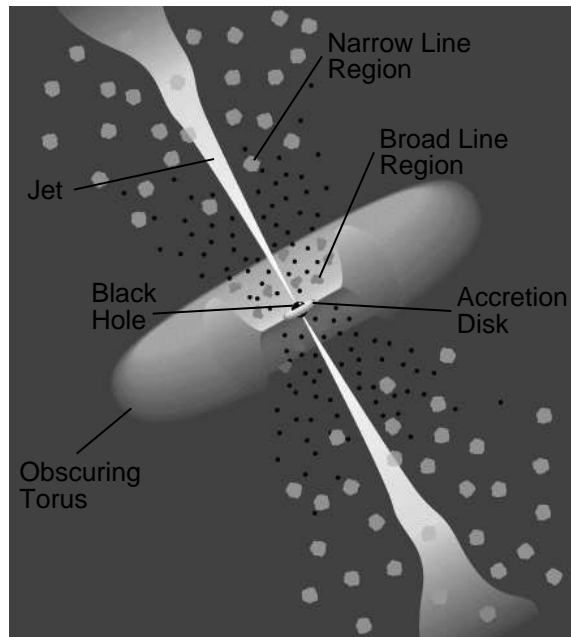 Narrow Line
Region
Broad Line
Region
Jet
Black
Hole
Accretion
Disk
Obscuring
Torus